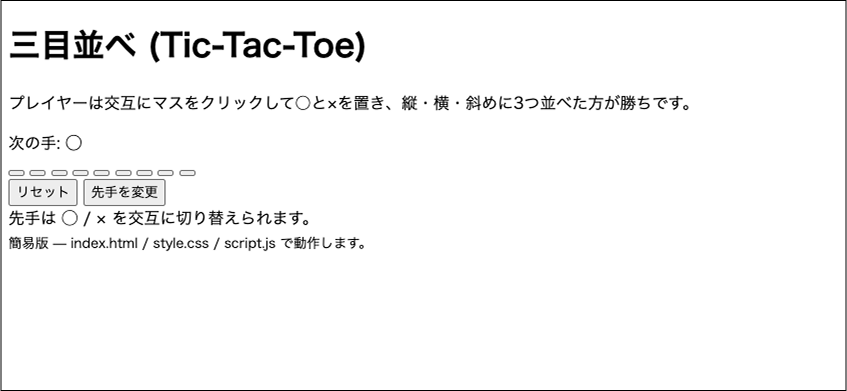 三目並べ (Tic-Tac-Toe)
プレイヤーは交互にマスをクリックして○と×を置き、縦・横・斜めに3つ並べた方が勝ちです。
次の手: ○
リセット 先手を変更
先手は ○ / × を交互に切り替えられます。
簡易版 — index.html / style.css / script.js で動作します。